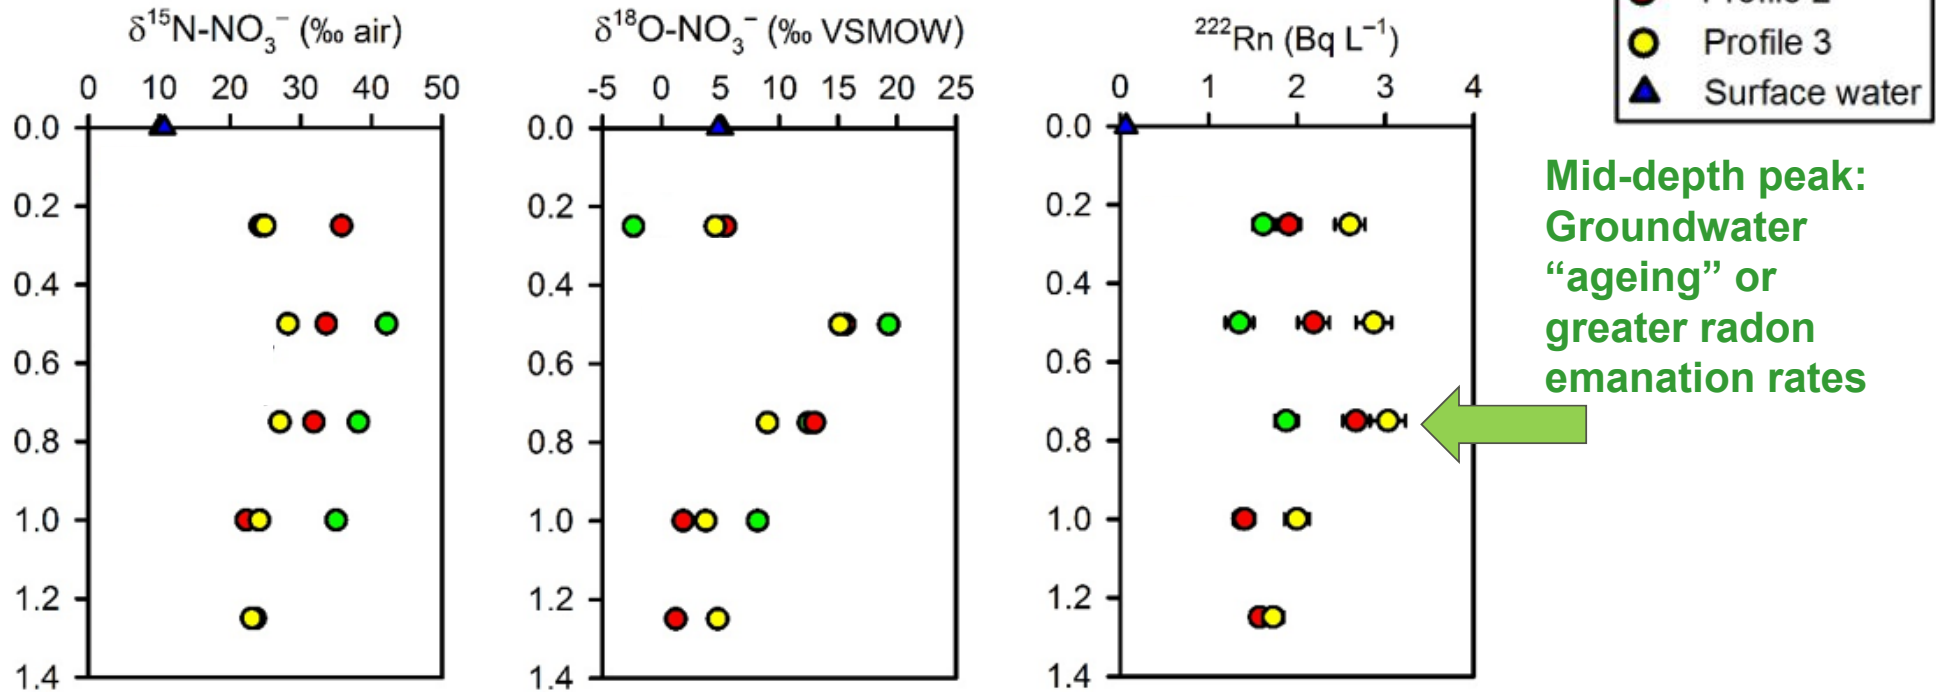 δ¹⁵N-NO₃⁻ (‰ air)
0 10 20 30 40 50
0.0
0.2
0.4
0.6
0.8
1.0
1.2
1.4
δ¹⁸O-NO₃⁻ (‰ VSMOW)
-5 0 5 10 15 20 25
0.0
0.2
0.4
0.6
0.8
1.0
1.2
1.4
²²²Rn (Bq L⁻¹)
0 1 2 3 4
0.0
0.2
0.4
0.6
0.8
1.0
1.2
1.4
Profile 2
Profile 3
Surface water
Mid-depth peak:
Groundwater
“ageing” or
greater radon
emanation rates